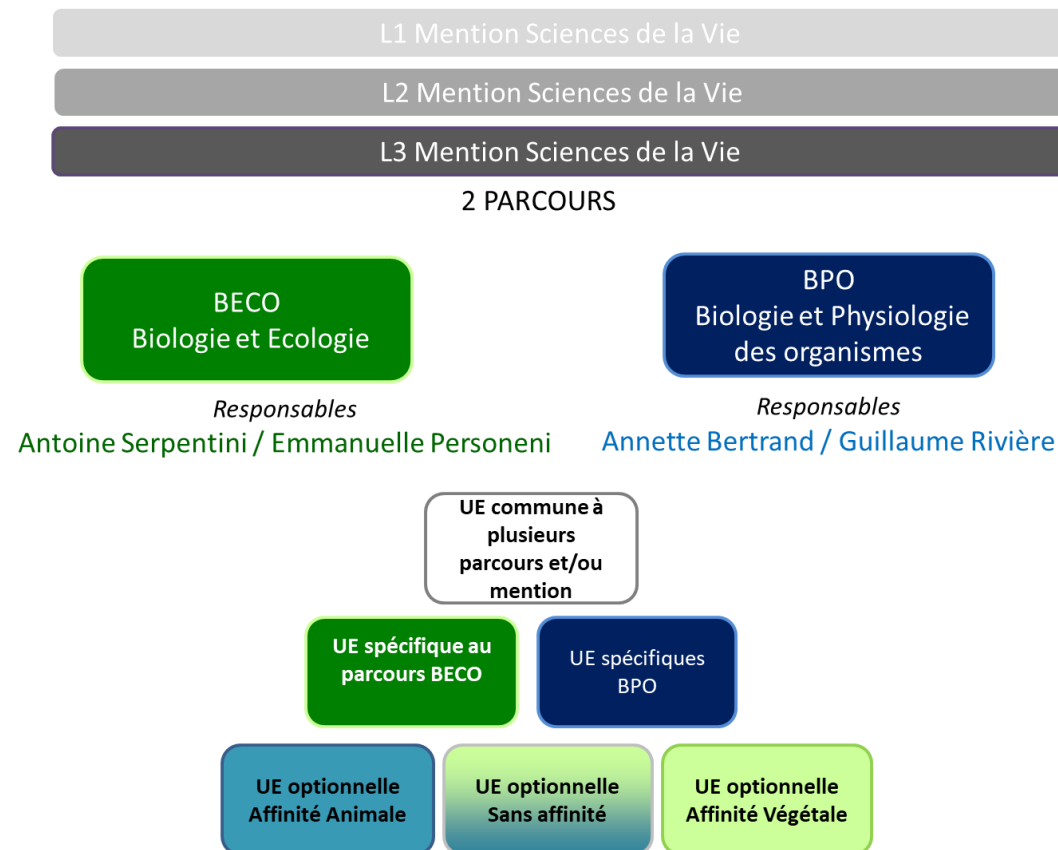 L1 Mention Sciences de la Vie
L2 Mention Sciences de la Vie
L3 Mention Sciences de la Vie
2 PARCOURS
BECO
Biologie et Ecologie
Responsables
Antoine Serpentini / Emmanuelle Personeni
BPO
Biologie et Physiologie
des organismes
Responsables
Annette Bertrand / Guillaume Rivière
UE commune à
plusieurs
parcours et/ou
mention
UE spécifique au
parcours BECO
UE spécifiques
BPO
UE optionnelle
Affinité Animale
UE optionnelle
Sans affinité
UE optionnelle
Affinité Végétale